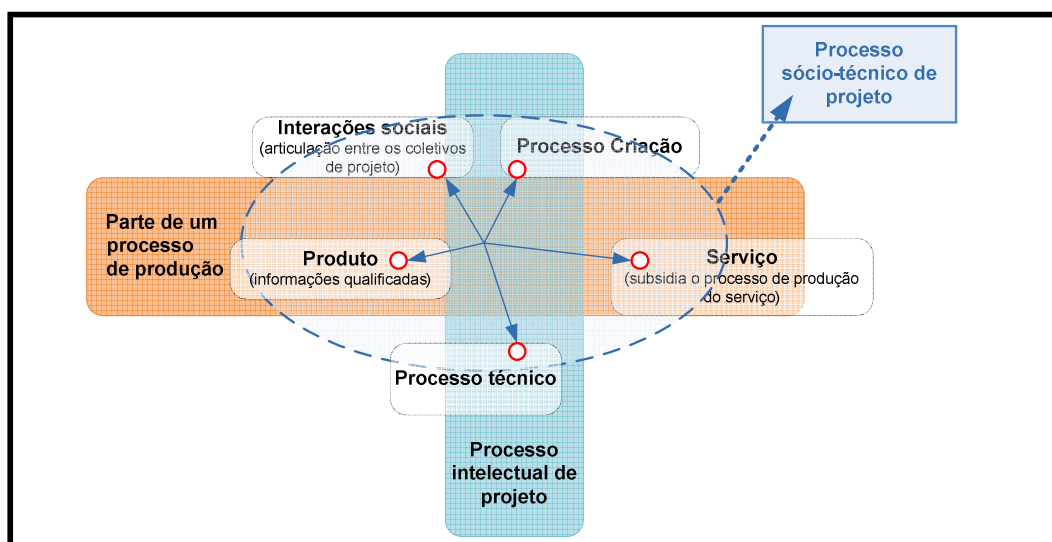 Processo
sócio-técnico de
projeto
Interações sociais
(articulação entre os coletivos
de projeto)
Processo Criação
Parte de um
processo
de produção
Produto
(informações qualificadas)
Serviço
(subsidia o processo de produção
do serviço)
Processo técnico
Processo
intelectual de
projeto